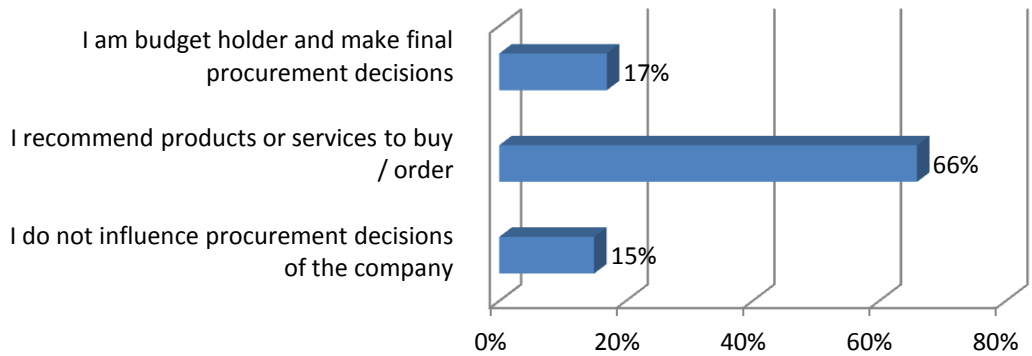 I am budget holder and make final
procurement decisions
17%
I recommend products or services to buy
/ order
66%
I do not influence procurement decisions
of the company
15%
0% 20% 40% 60% 80%